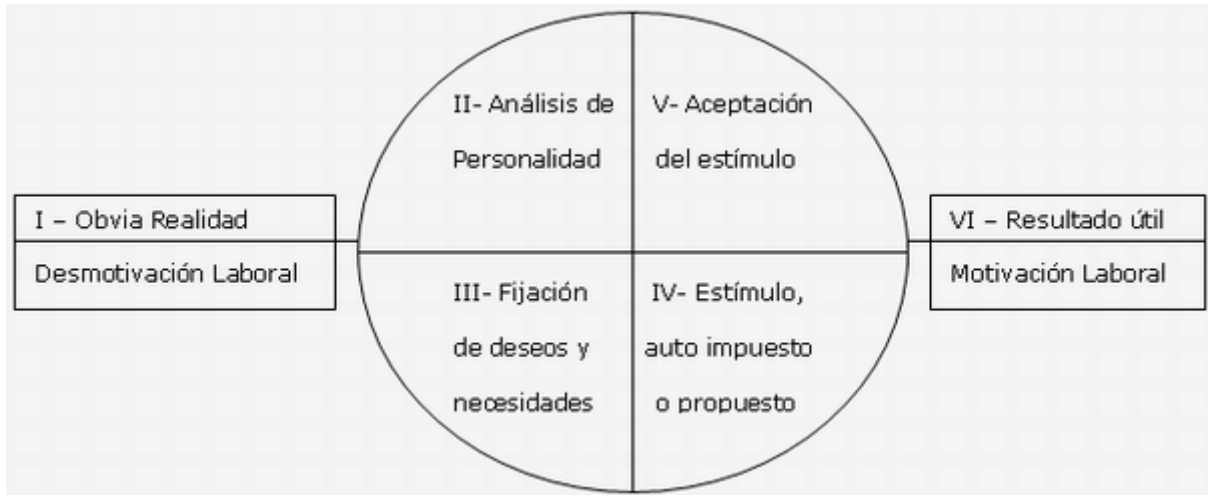 I – Obvia Realidad
Desmotivación Laboral
II- Análisis de
Personalidad
III- Fijación
de deseos y
necesidades
IV- Estímulo,
auto impuesto
o propuesto
V- Aceptación
del estímulo
VI – Resultado útil
Motivación Laboral